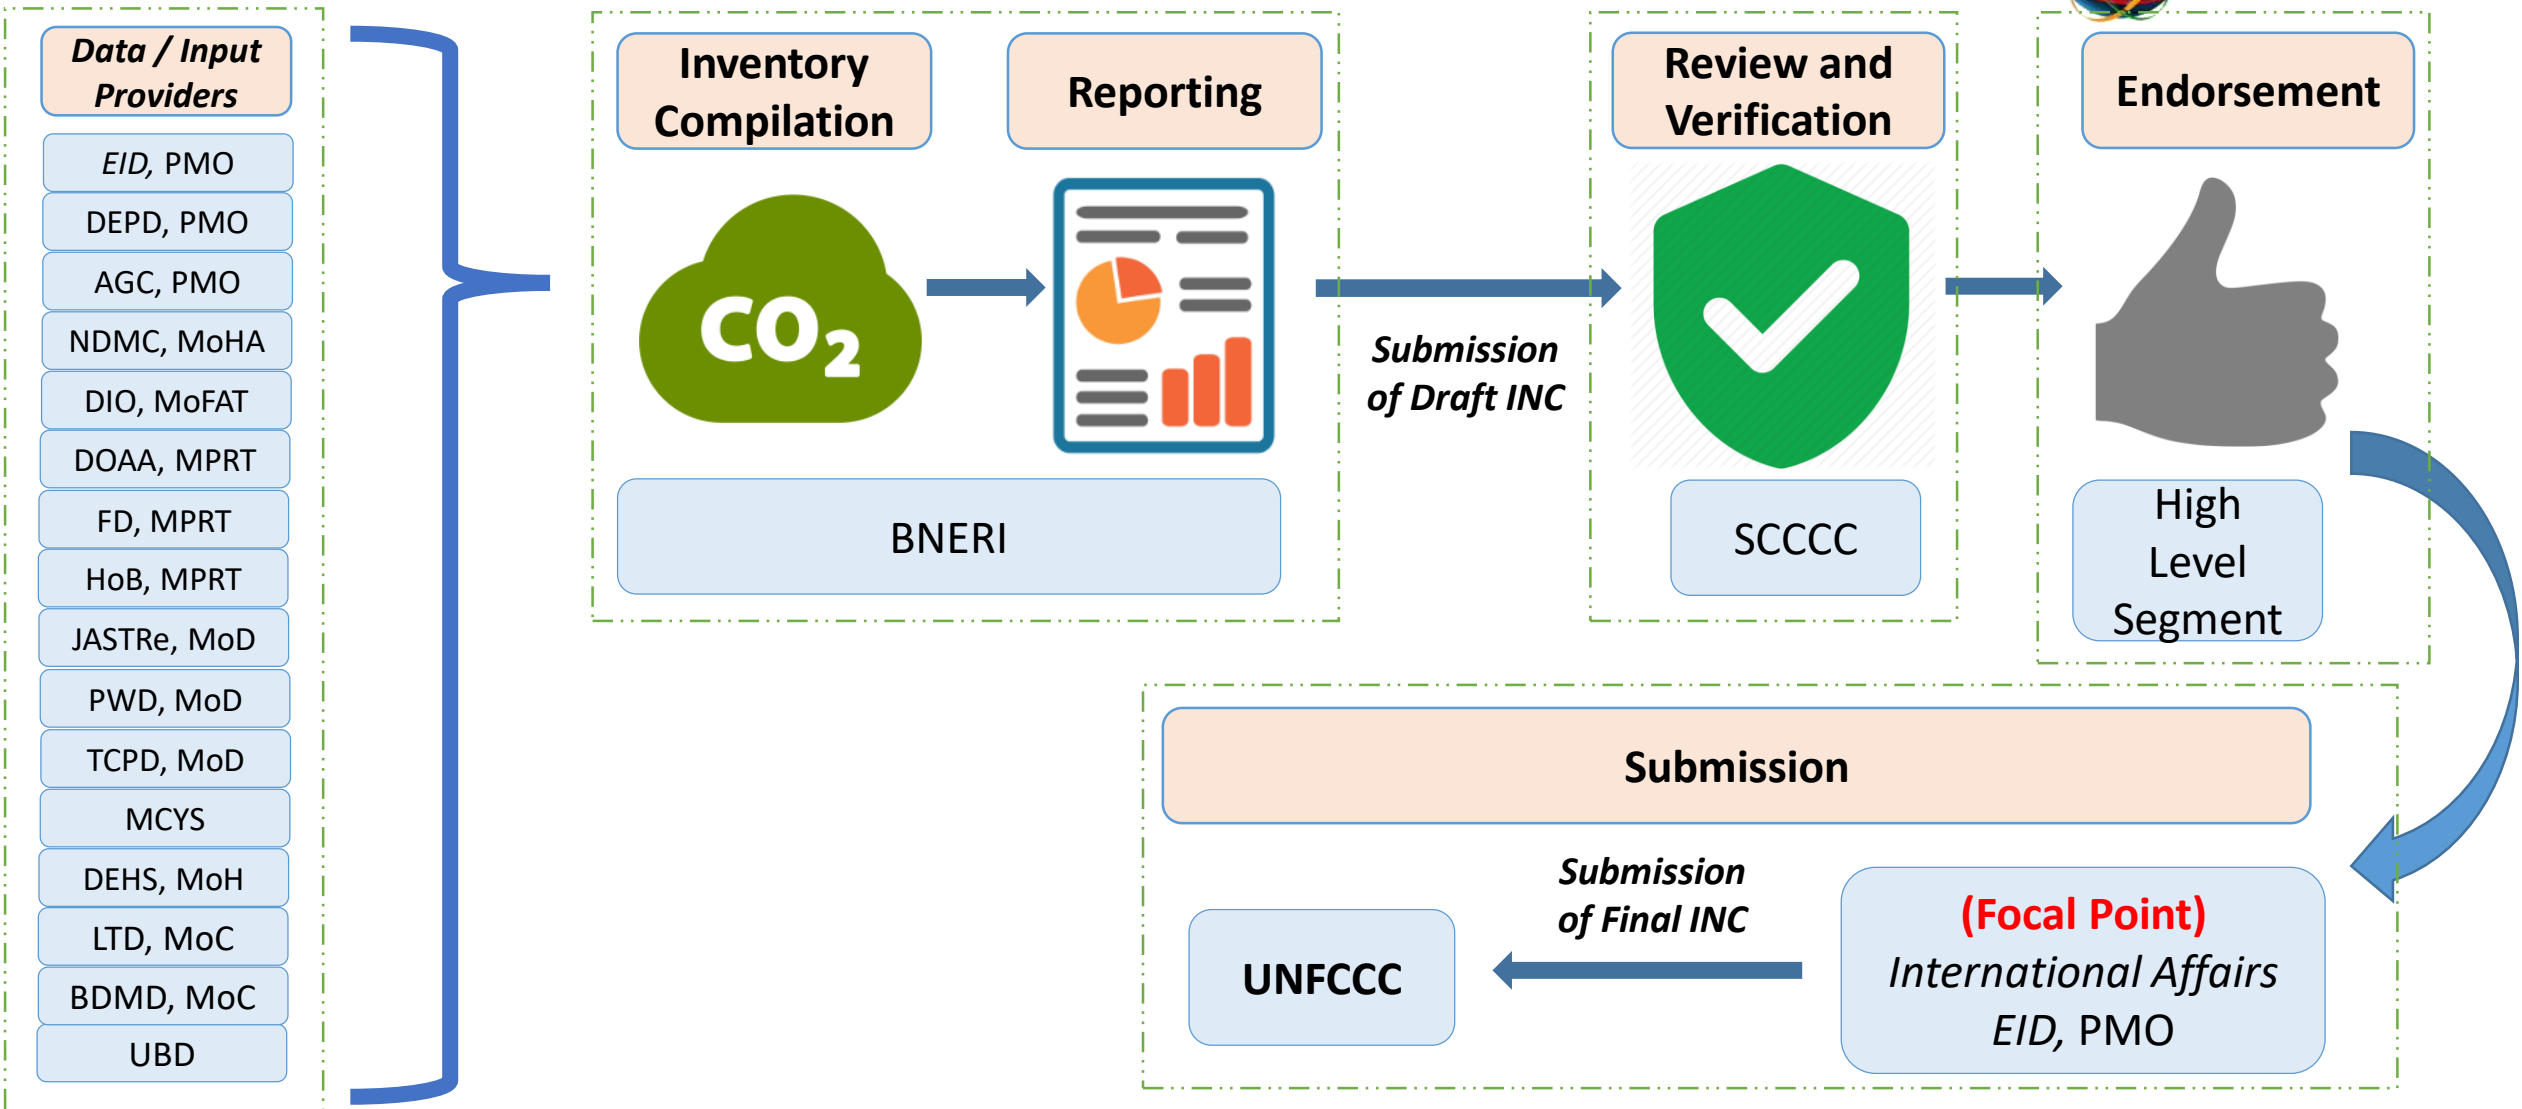 Data / Input
Providers
EID, PMO
DEPD, PMO
AGC, PMO
NDMC, MoHA
DIO, MoFAT
DOAA, MPRT
FD, MPRT
HoB, MPRT
JASTRe, MoD
PWD, MoD
TCPD, MoD
MCYS
DEHS, MoH
LTD, MoC
BDMD, MoC
UBD
Inventory
Compilation
Reporting
CO2
BNERI
Submission
of Draft INC
Review and
Verification
SCCCC
Endorsement
High
Level
Segment
Submission
(Focal Point)
International Affairs
EID, PMO
Submission
of Final INC
UNFCCC